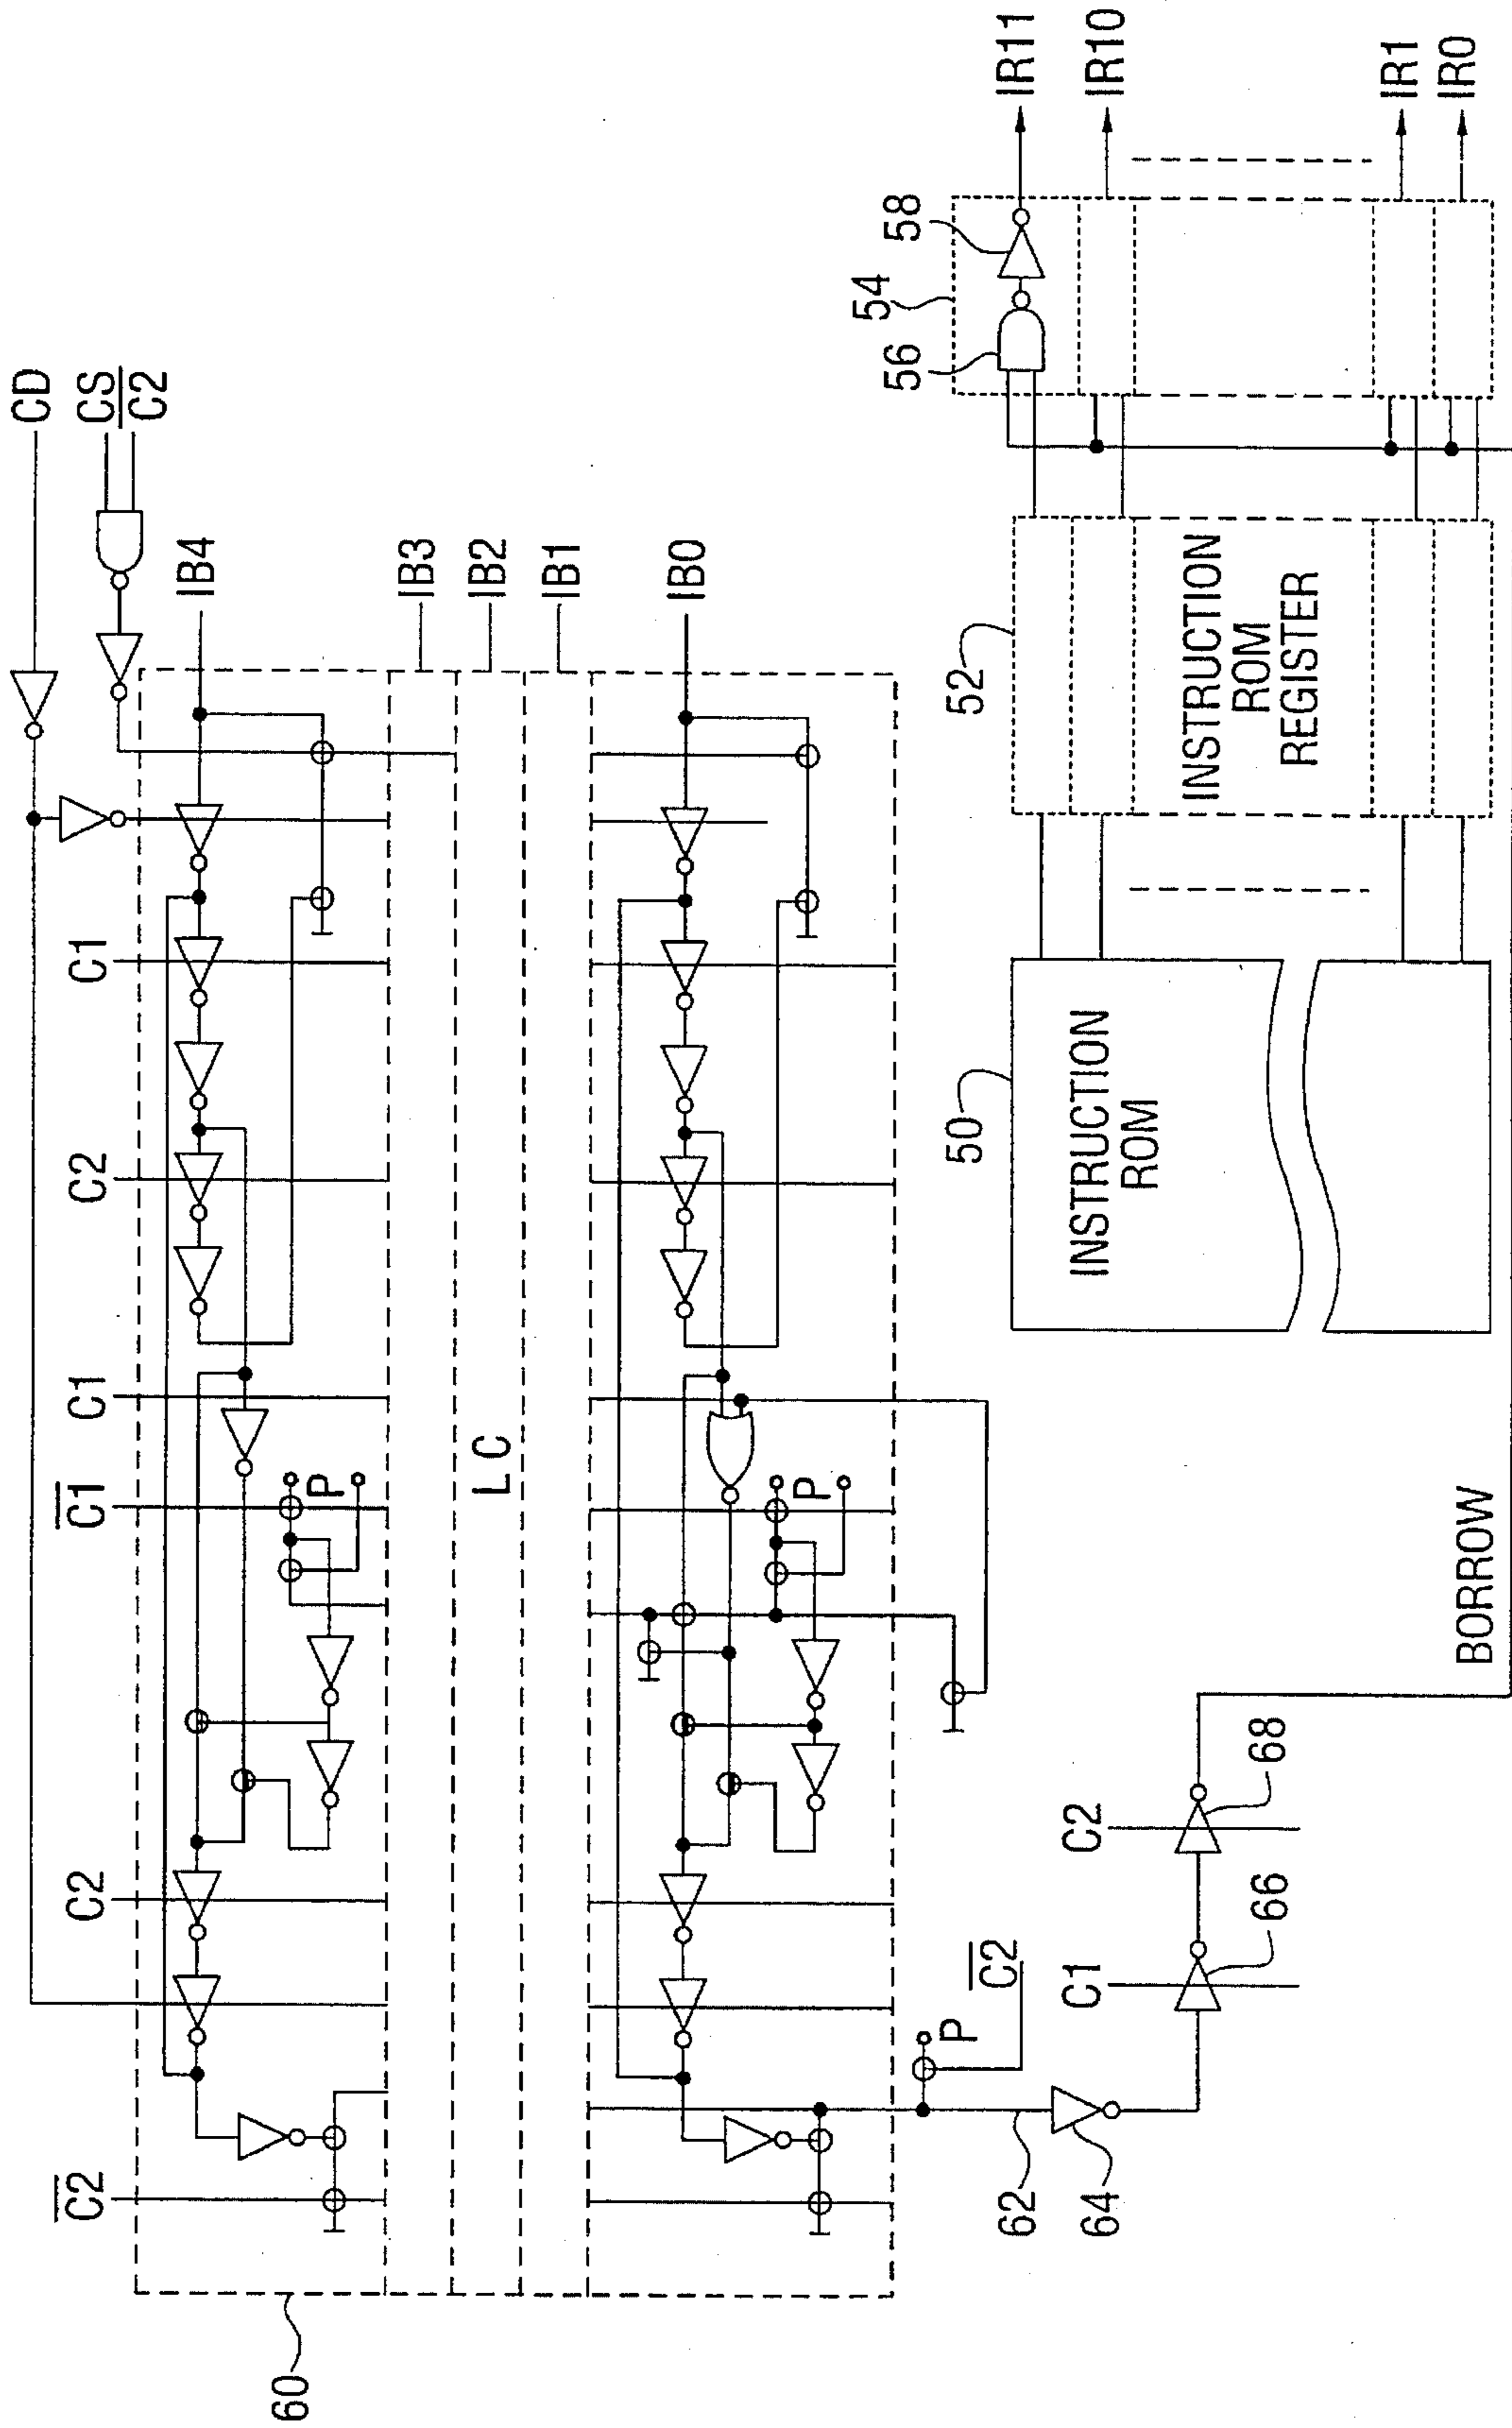 CD
CS
C2
IB4
IB3
IB2
IB1
IB0
C1
C2
C1
C1
C2
C2
LC
P
P
P
C2
60
62
64
C1
66
C2
68
BORROW
50
INSTRUCTION
ROM
52
INSTRUCTION
ROM
REGISTER
54
56
58
IR11
IR10
IR1
IR0